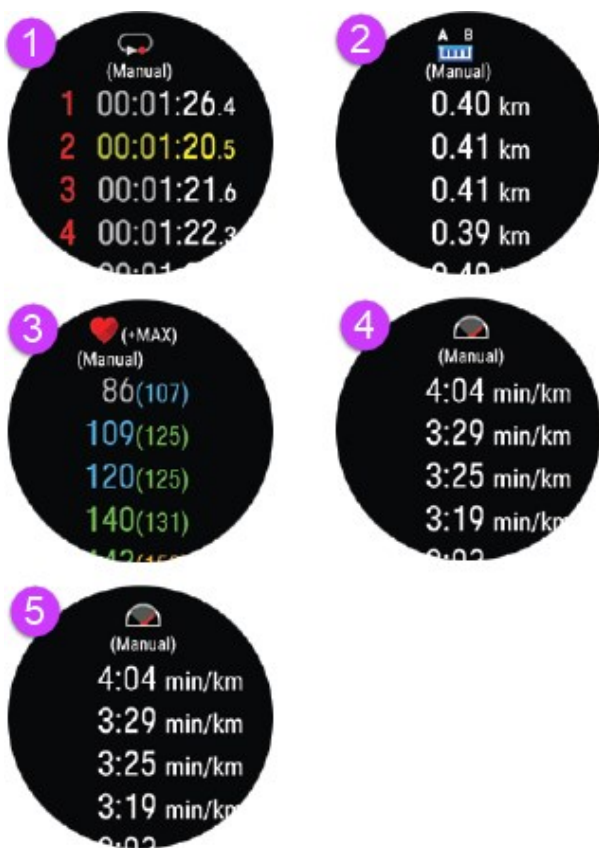 1
(Manual)
1 00:01:26.4
2 00:01:20.5
3 00:01:21.6
4 00:01:22.3
2
A B
(Manual)
0.40 km
0.41 km
0.41 km
0.39 km
3
(+MAX)
(Manual)
86(107)
109(125)
120(125)
140(131)
4
(Manual)
4:04 min/km
3:29 min/km
3:25 min/km
3:19 min/km
5
(Manual)
4:04 min/km
3:29 min/km
3:25 min/km
3:19 min/km